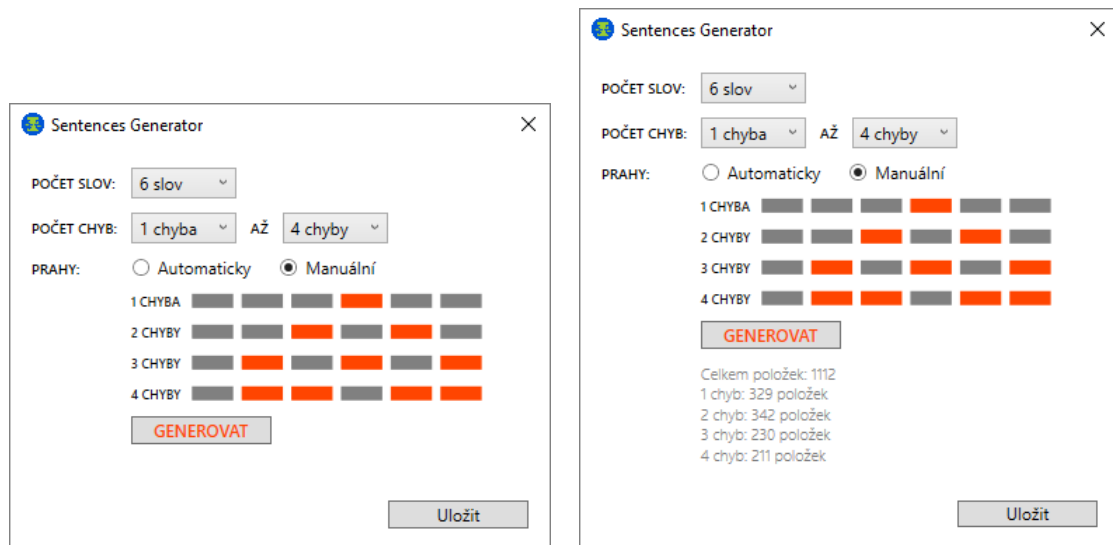 Sentences Generator
POČET SLOV: 6 slov
POČET CHYB: 1 chyba AŽ 4 chyby
PRAHY: Automaticky Manuální
1 CHYBA
2 CHYBY
3 CHYBY
4 CHYBY
GENEROVAT
Uložit
Sentences Generator
POČET SLOV: 6 slov
POČET CHYB: 1 chyba AŽ 4 chyby
PRAHY: Automaticky Manuální
1 CHYBA
2 CHYBY
3 CHYBY
4 CHYBY
GENEROVAT
Celkem položek: 1112
1 chyb: 329 položek
2 chyb: 342 položek
3 chyb: 230 položek
4 chyb: 211 položek
Uložit